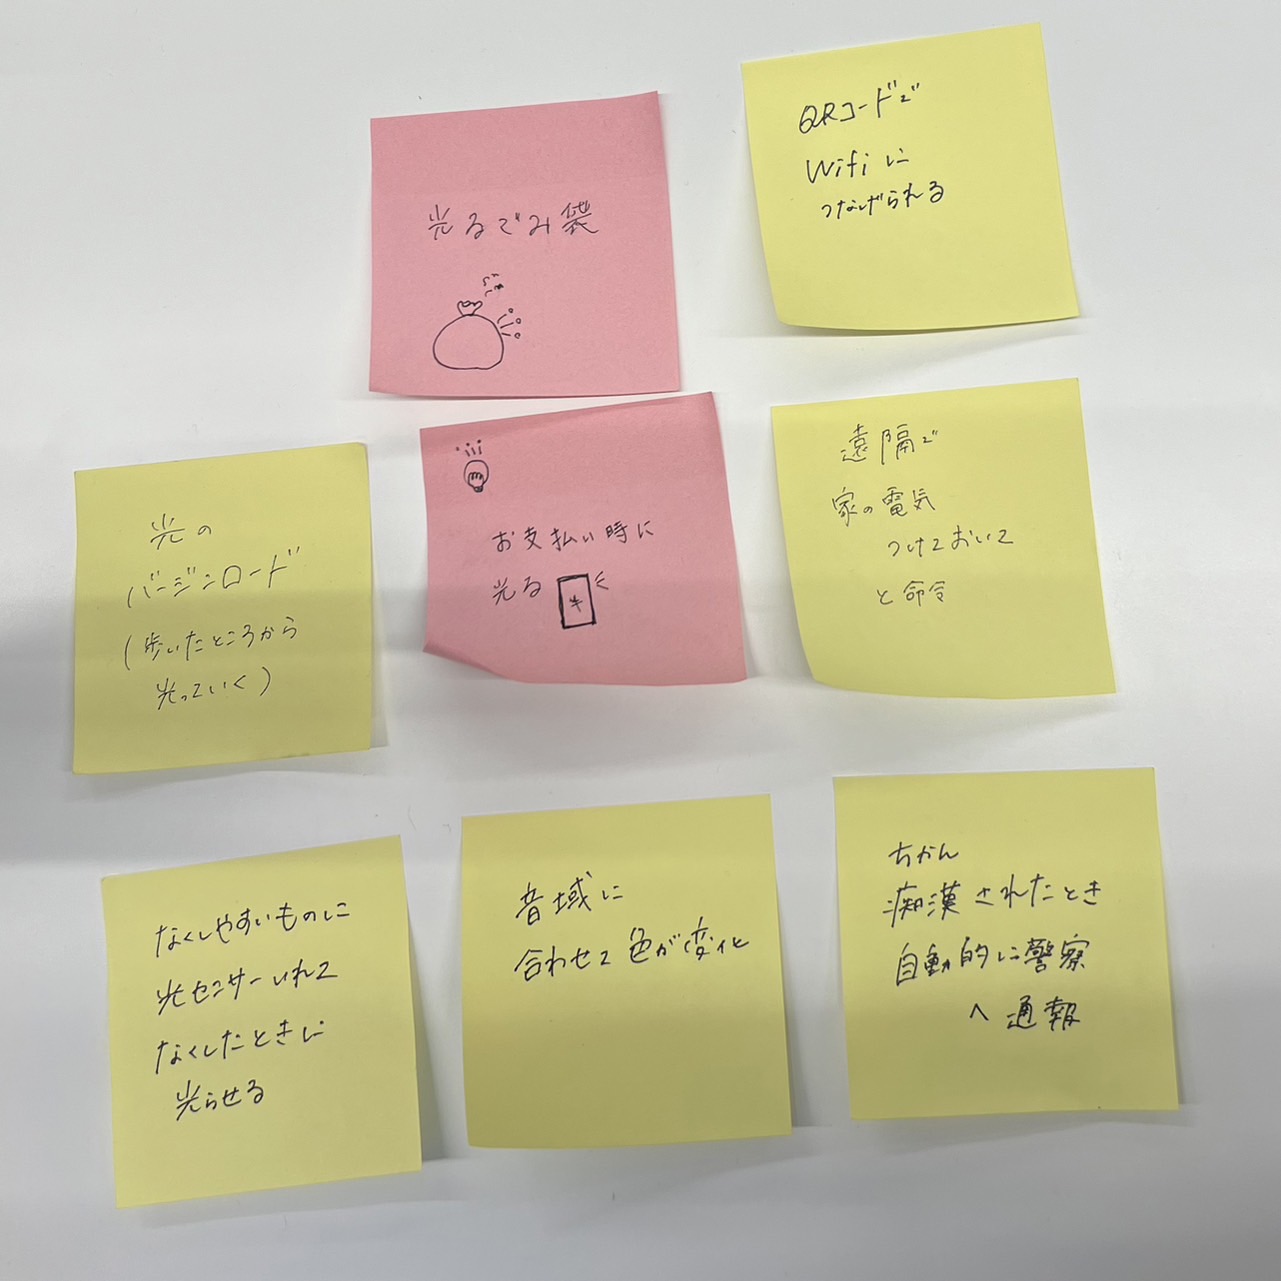 光るごみ袋
QRコードで
Wifiに
つなげられる
光の
バージンロード
(歩いたところから
光っていく)
お支払い時に
光る
遠隔で
家の電気
つけておいて
と命令
なくしやすいものに
光センサーいれて
なくしたときに
光らせる
音域に
合わせて色が変化
ちかん
痴漢されたとき
自動的に警察
へ通報